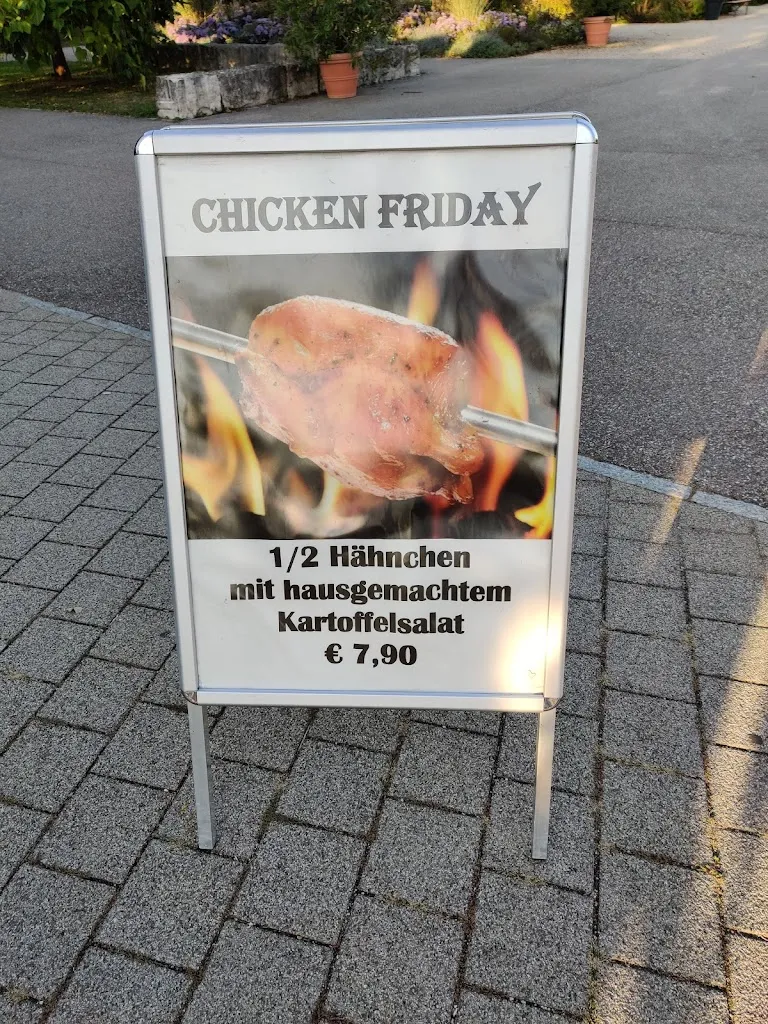 CHICKEN FRIDAY
1/2 Hähnchen
mit hausgemachtem
Kartoffelsalat
€ 7,90